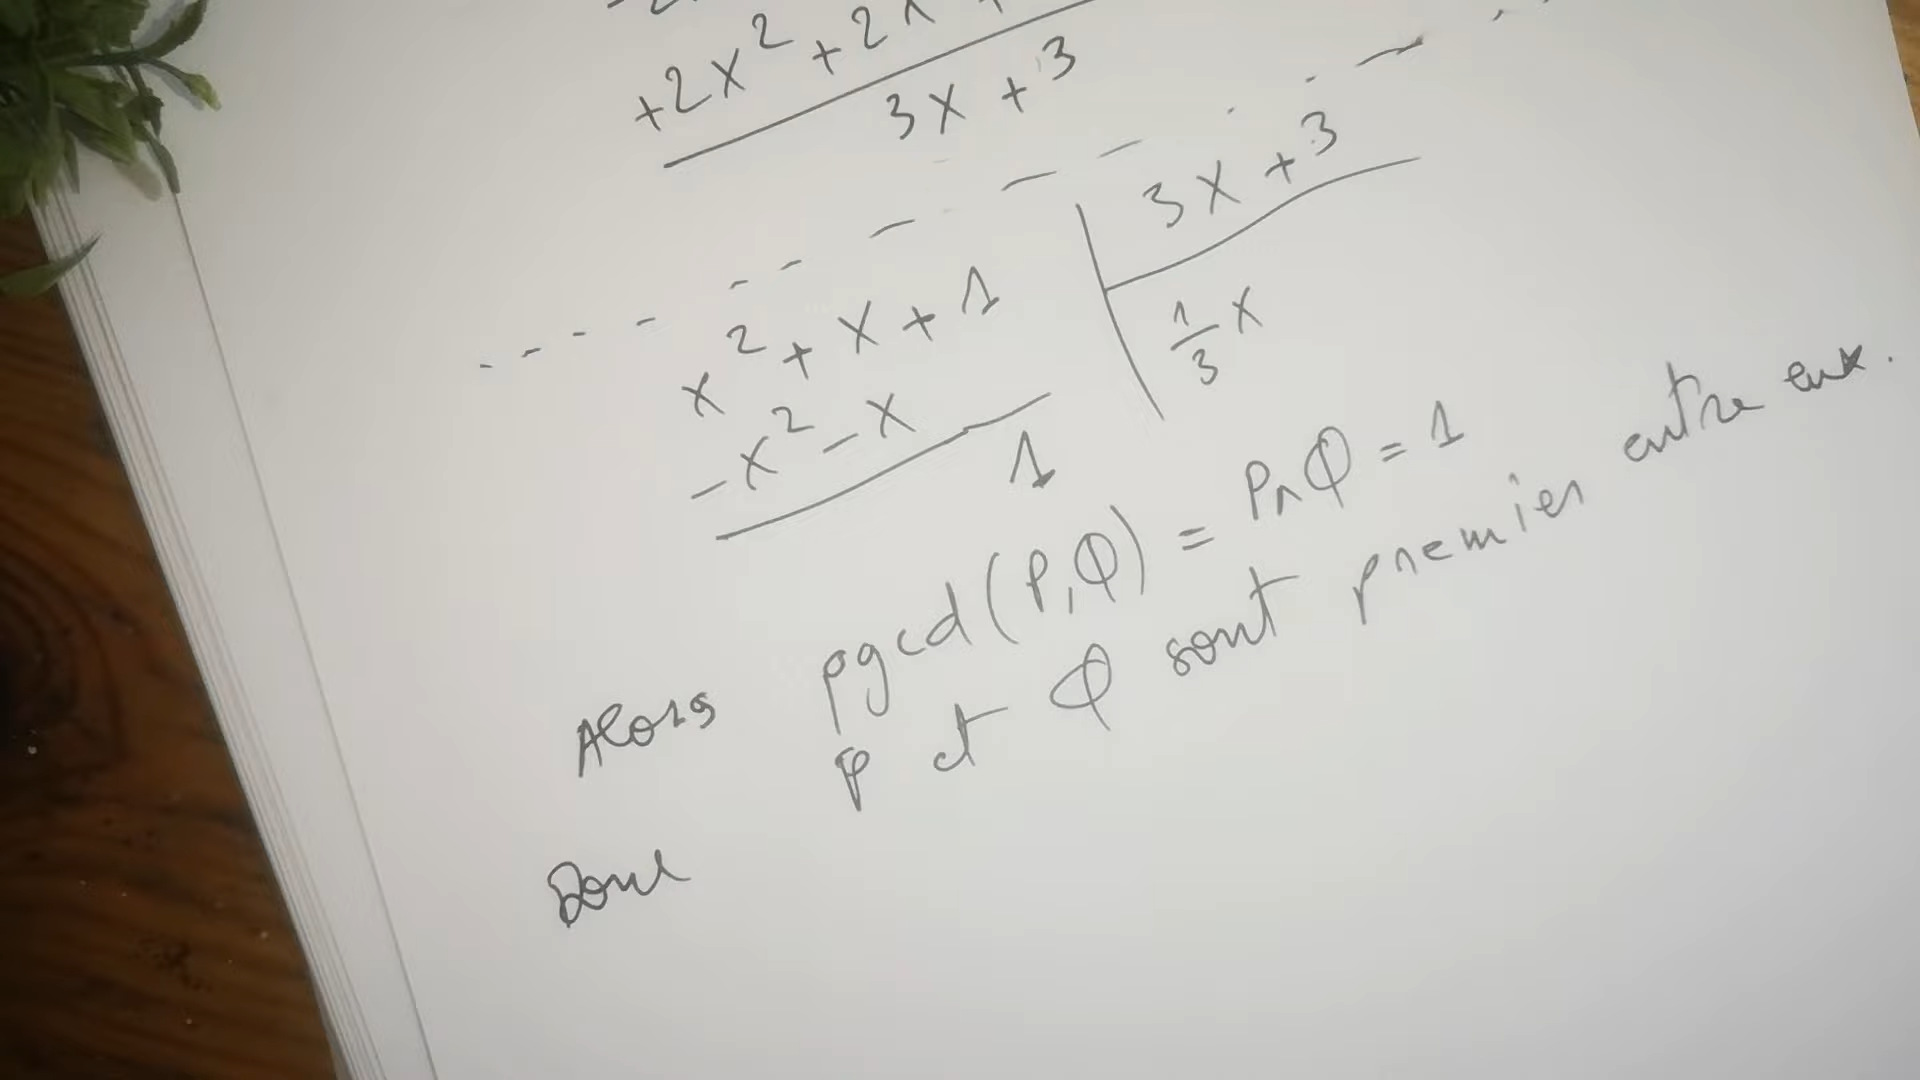 +2x² + 2x
3x + 3
3x + 3
x² + x + 1
1/3 x
-x² - x
1
Alors pgcd(P,Q) = P∧Q = 1
Donc P et Q sont premier entre eux.